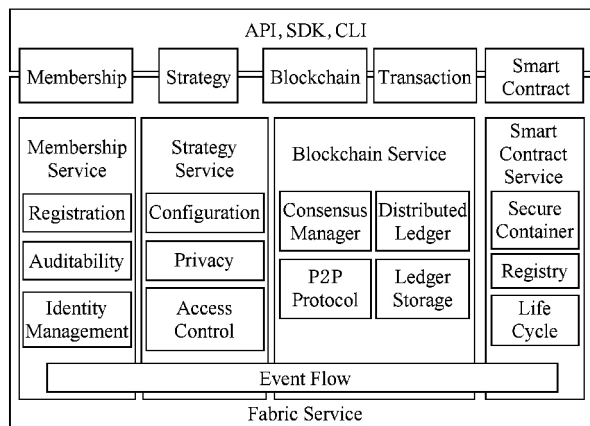 API, SDK, CLI
Membership
Strategy
Blockchain
Transaction
Smart
Contract
Membership
Service
Registration
Auditability
Identity
Management
Strategy
Service
Configuration
Privacy
Access
Control
Blockchain Service
Consensus
Manager
Distributed
Ledger
P2P
Protocol
Ledger
Storage
Smart
Contract
Service
Secure
Container
Registry
Life
Cycle
Event Flow
Fabric Service